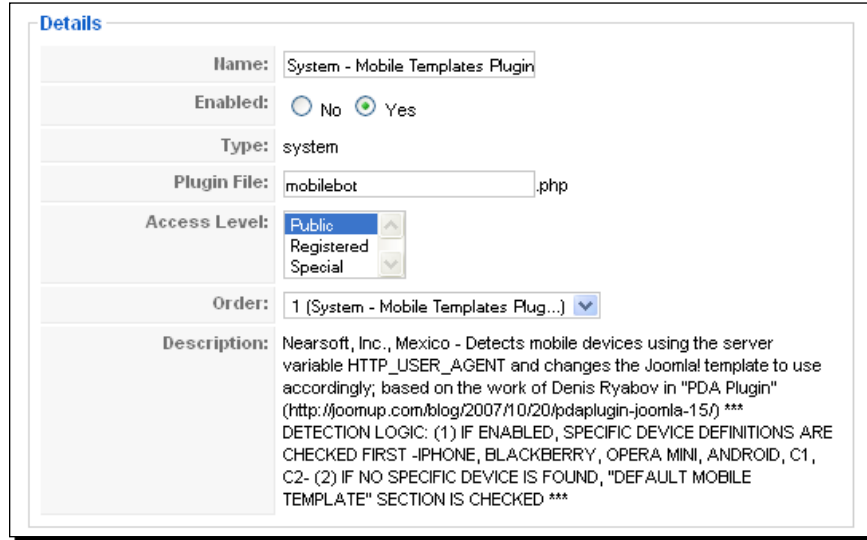 Details
Name: System - Mobile Templates Plugin
Enabled: No Yes
Type: system
Plugin File: mobilebot .php
Access Level: Public
Registered
Special
Order: 1 (System - Mobile Templates Plug...)
Description: Nearsoft, Inc., Mexico - Detects mobile devices using the server
variable HTTP_USER_AGENT and changes the Joomla! template to use
accordingly; based on the work of Denis Ryabov in "PDA Plugin"
(http://joomup.com/blog/2007/10/20/pdaplugin-joomla-15/) ***
DETECTION LOGIC: (1) IF ENABLED, SPECIFIC DEVICE DEFINITIONS ARE
CHECKED FIRST -IPHONE, BLACKBERRY, OPERA MINI, ANDROID, C1,
C2- (2) IF NO SPECIFIC DEVICE IS FOUND, "DEFAULT MOBILE
TEMPLATE" SECTION IS CHECKED ***